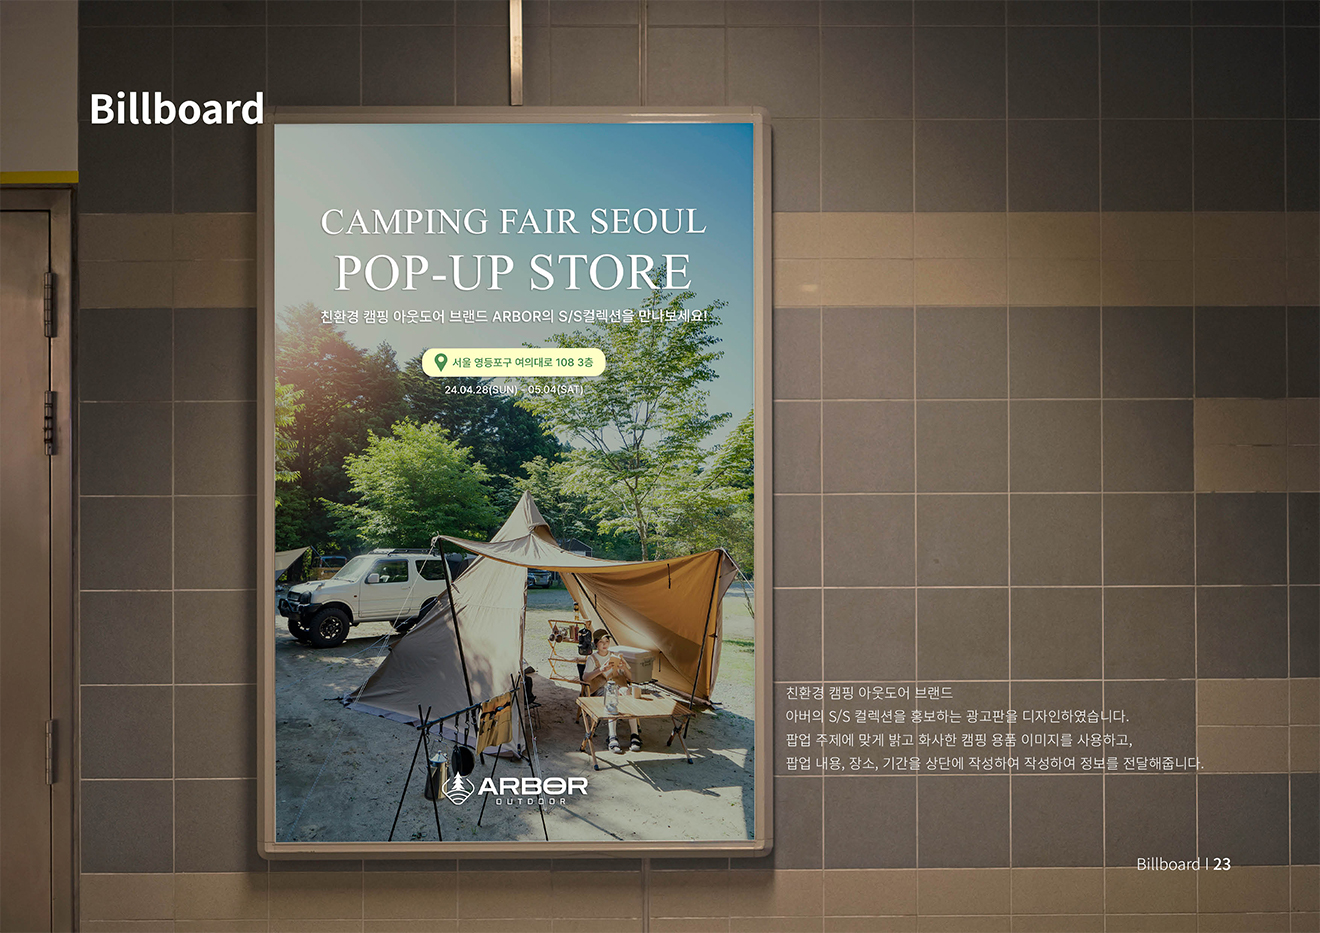 Billboard
CAMPING FAIR SEOUL
POP-UP STORE
친환경 캠핑 아웃도어 브랜드 ARBOR의 S/S컬렉션을 만나보세요!
서울 영등포구 여의대로 108 3층
24.04.28(SUN) - 05.04(SAT)
ARBOR
OUTDOOR
친환경 캠핑 아웃도어 브랜드
아버의 S/S 컬렉션을 홍보하는 광고판을 디자인하였습니다.
팝업 주제에 맞게 밝고 화사한 캠핑 용품 이미지를 사용하고,
팝업 내용, 장소, 기간을 상단에 작성하여 작성하여 정보를 전달해줍니다.
Billboard | 23